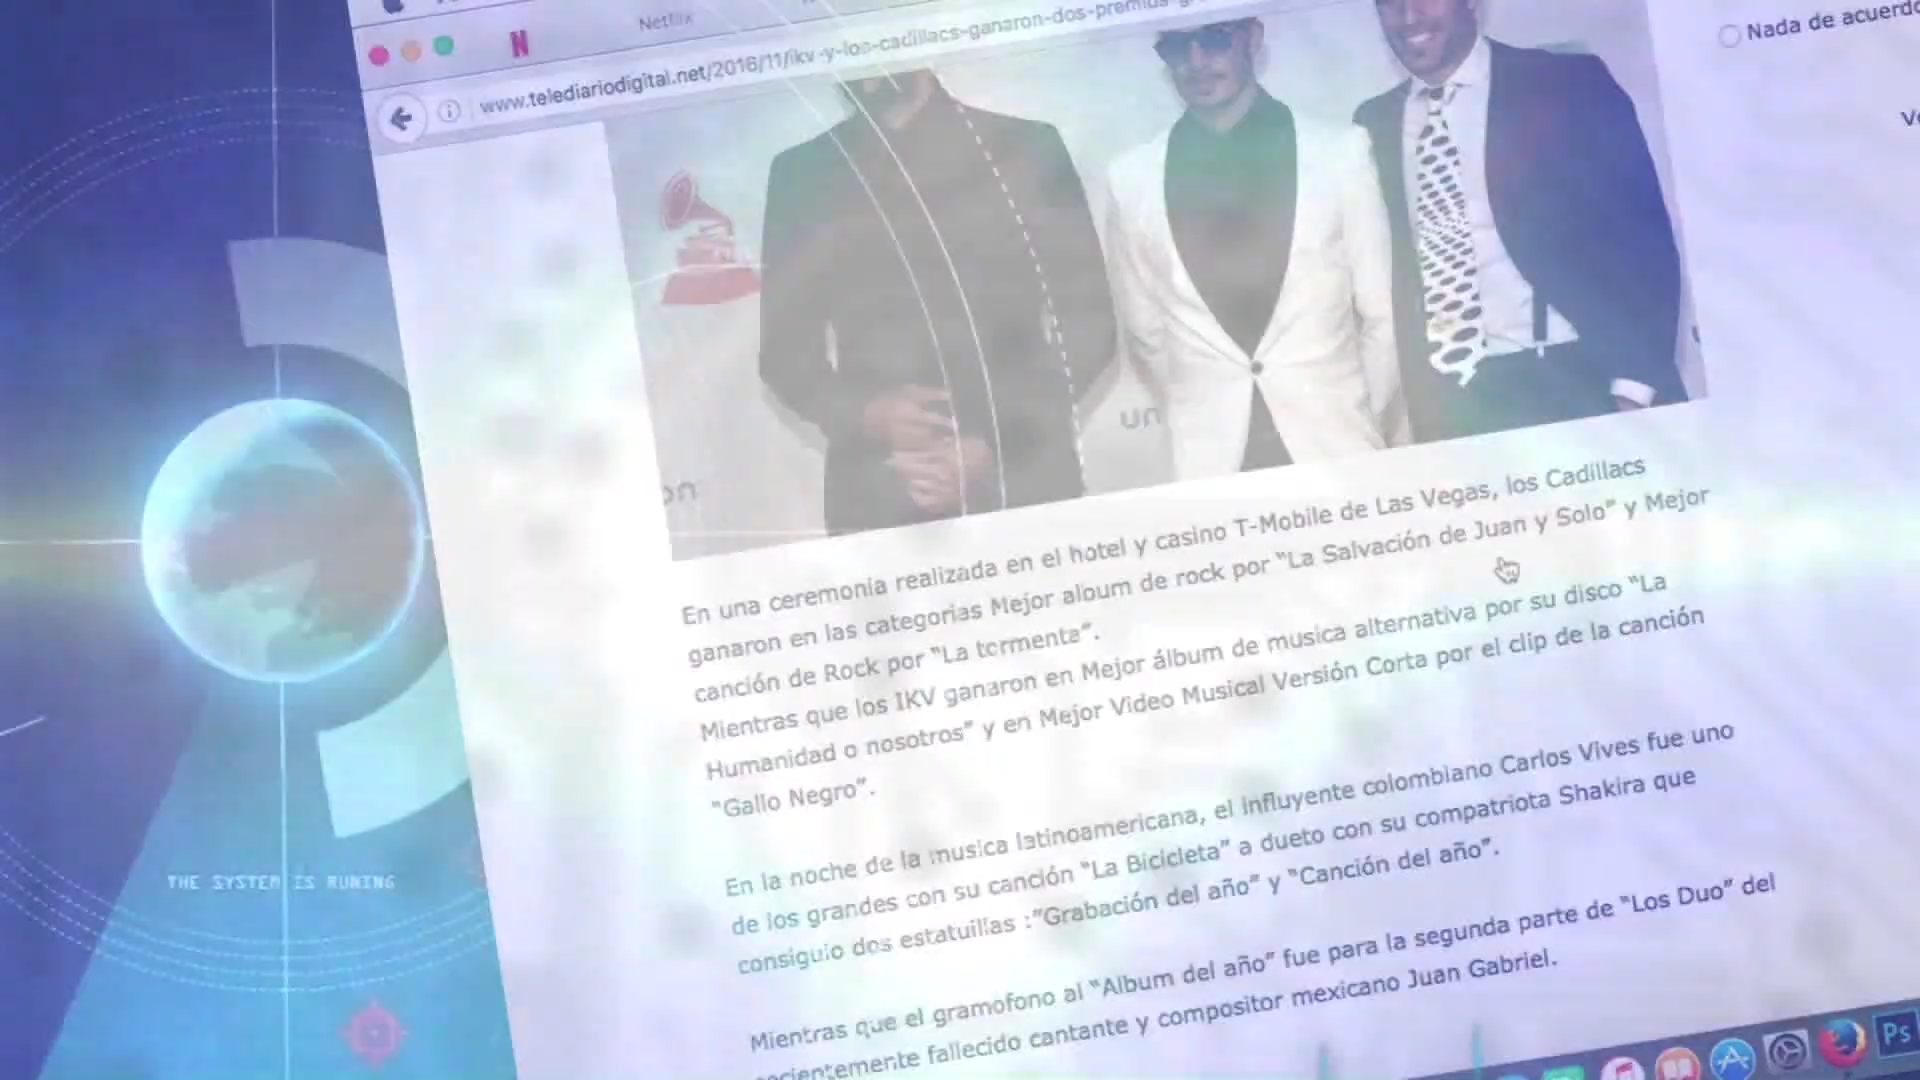 Netflix
Nada de acuerdo
www.telediariodigital.net/2016/11/ikv-y-los-cadillacs-ganaron-dos-premios-g
un
on
En una ceremonia realizada en el hotel y casino T-Mobile de Las Vegas, los Cadillacs
ganaron en las categorias Mejor album de rock por "La Salvación de Juan y Solo" y Mejor
canción de Rock por "La tormenta".
Mientras que los IKV ganaron en Mejor álbum de musica alternativa por su disco "La
Humanidad o nosotros" y en Mejor Video Musical Versión Corta por el clip de la canción
"Gallo Negro".
En la noche de la musica latinoamericana, el influyente colombiano Carlos Vives fue uno
de los grandes con su canción "La Bicicleta" a dueto con su compatriota Shakira que
consiguio dos estatuillas :"Grabación del año" y "Canción del año".
Mientras que el gramofono al "Album del año" fue para la segunda parte de "Los Duo" del
recientemente fallecido cantante y compositor mexicano Juan Gabriel.
THE SYSTEM IS RUNING
Ps